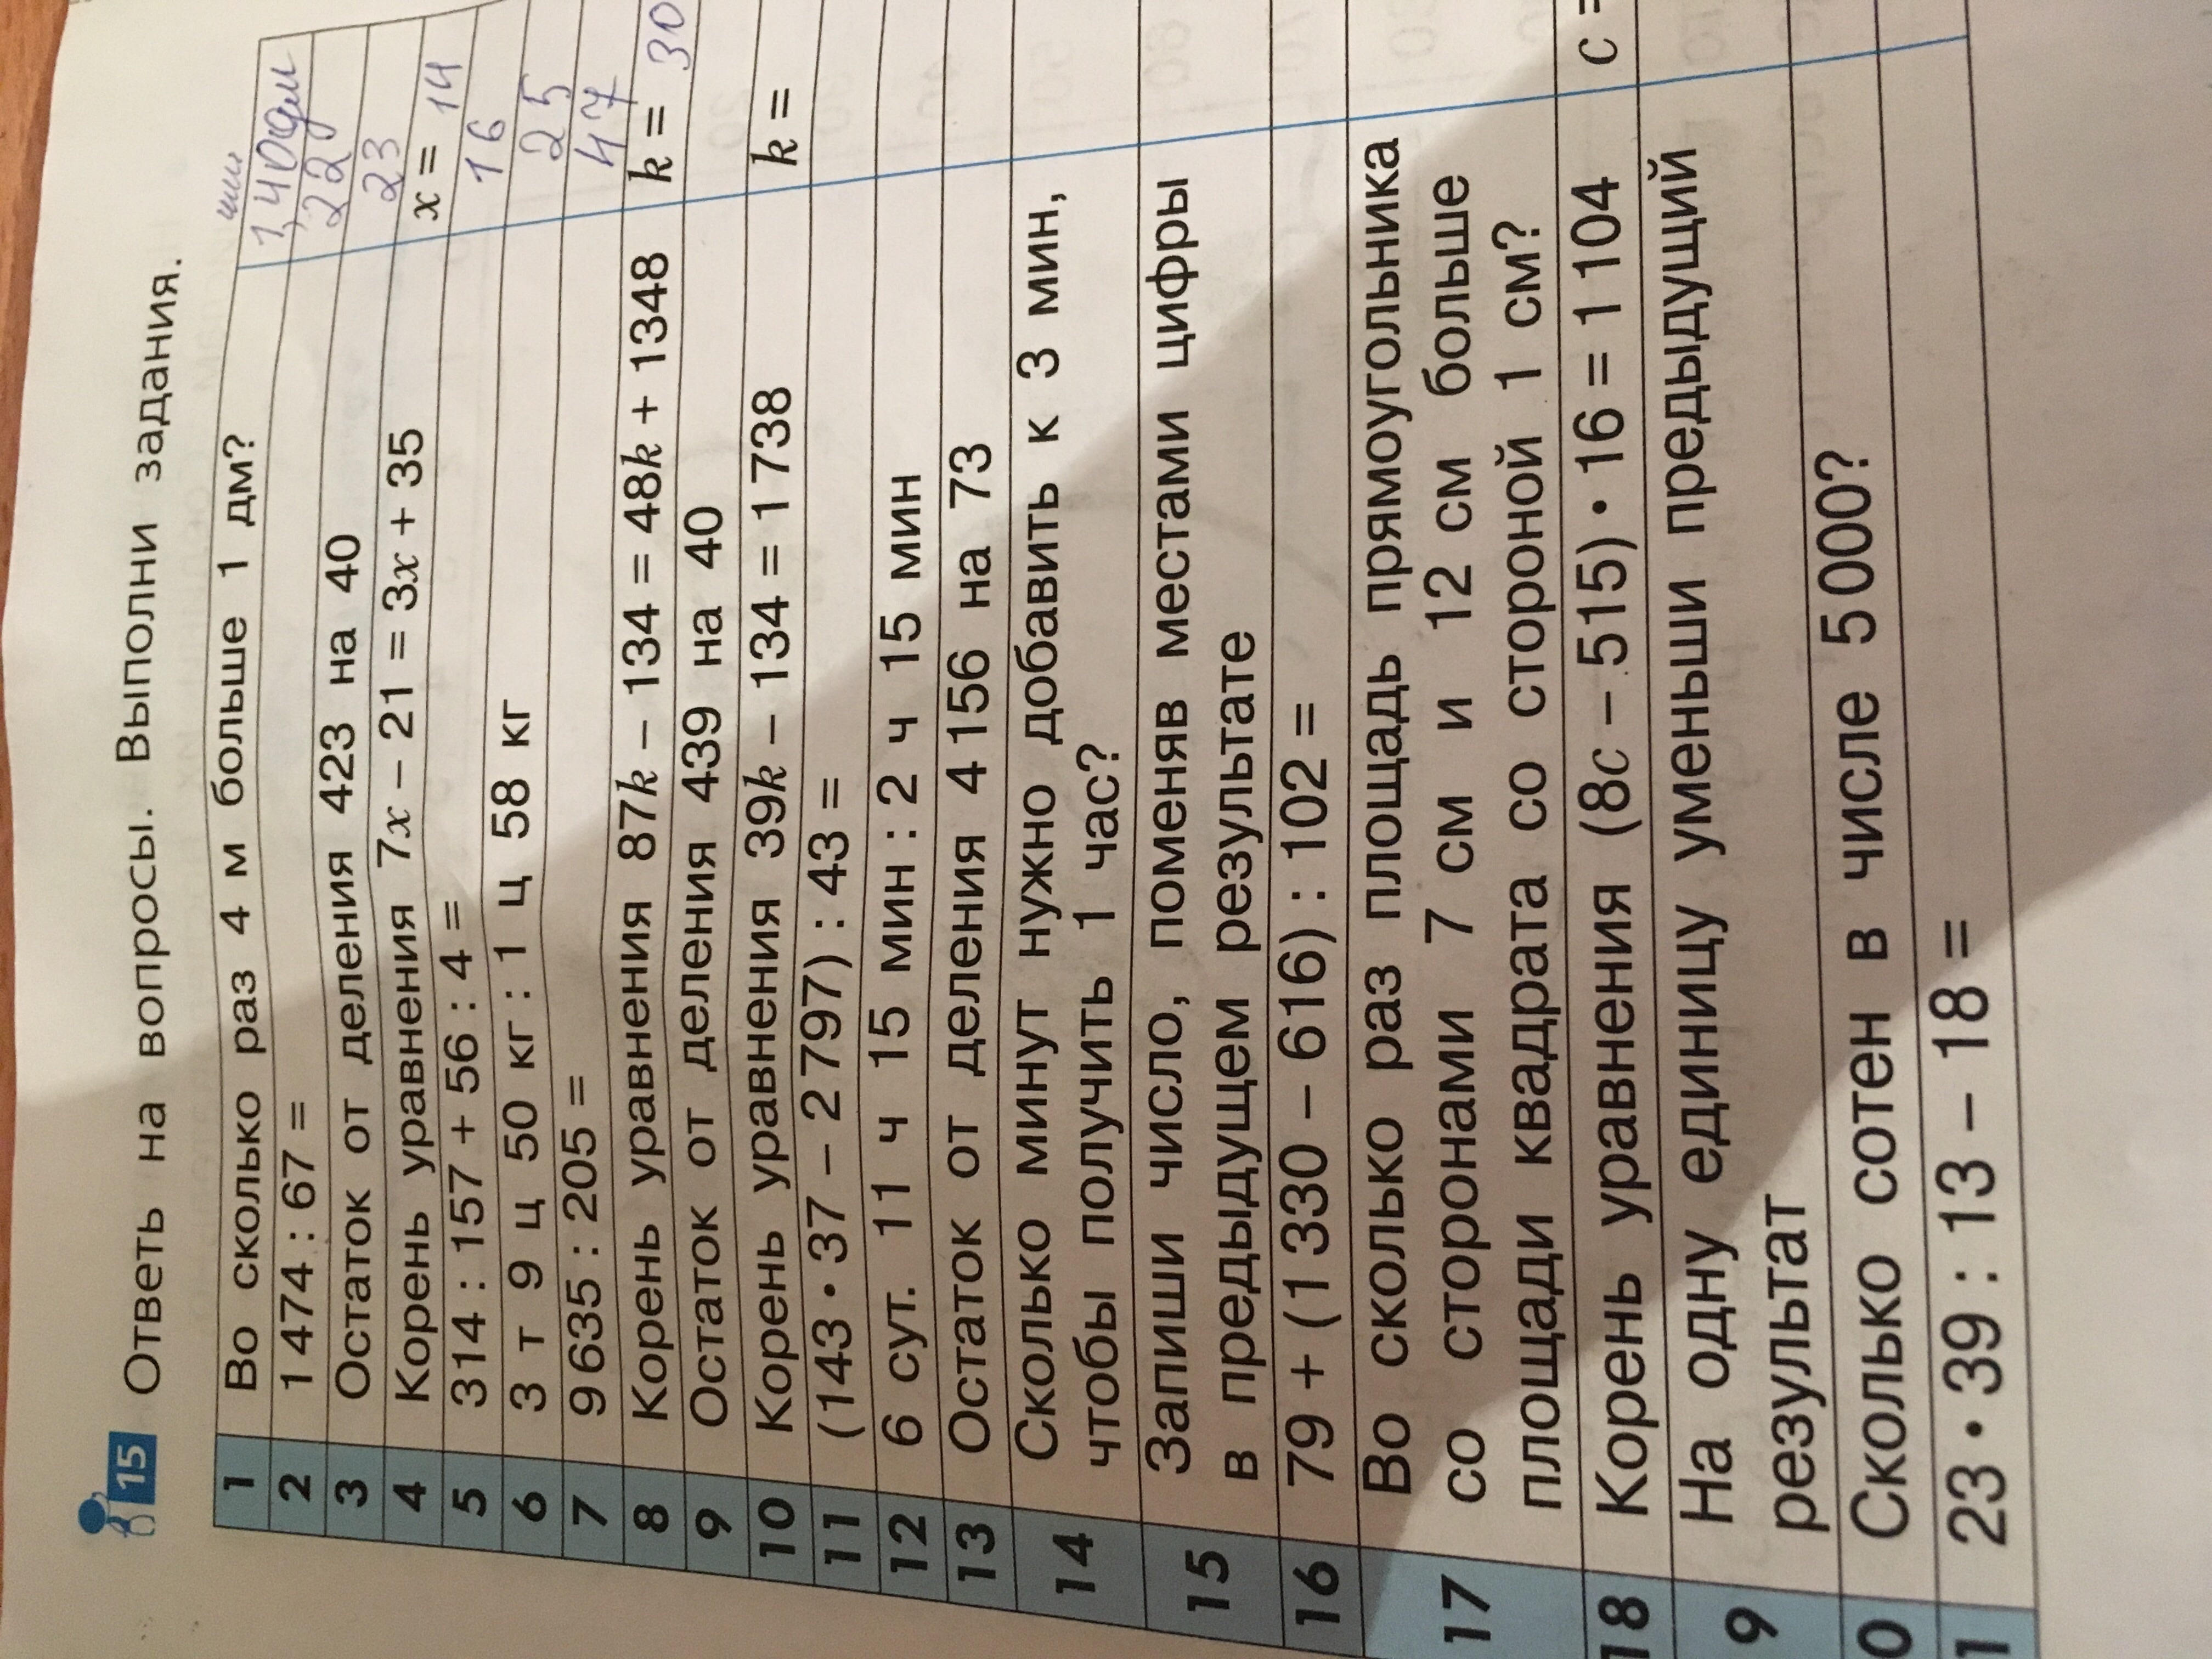 15 Ответь на вопросы. Выполни задания.
1 Во сколько раз 4 м больше 1 дм? 1,40дм
2 1 474 : 67 = 22
3 Остаток от деления 423 на 40 23
4 Корень уравнения 7x – 21 = 3x + 35 x = 14
5 314 : 157 + 56 : 4 = 16
6 3 т 9 ц 50 кг : 1 ц 58 кг 25
7 9 635 : 205 = 47
8 Корень уравнения 87k – 134 = 48k + 1348 k = 30
9 Остаток от деления 439 на 40
10 Корень уравнения 39k – 134 = 1 738 k =
11 (143 • 37 – 2 797) : 43 =
12 6 сут. 11 ч 15 мин : 2 ч 15 мин
13 Остаток от деления 4 156 на 73
14 Сколько минут нужно добавить к 3 мин,
чтобы получить 1 час?
15 Запиши число, поменяв местами цифры
в предыдущем результате
16 79 + (1 330 – 616) : 102 =
17 Во сколько раз площадь прямоугольника
со сторонами 7 см и 12 см больше
площади квадрата со стороной 1 см?
18 Корень уравнения (8c – 515) • 16 = 1 104 c =
9 На одну единицу уменьши предыдущий
результат
0 Сколько сотен в числе 5 000?
1 23 • 39 : 13 – 18 =